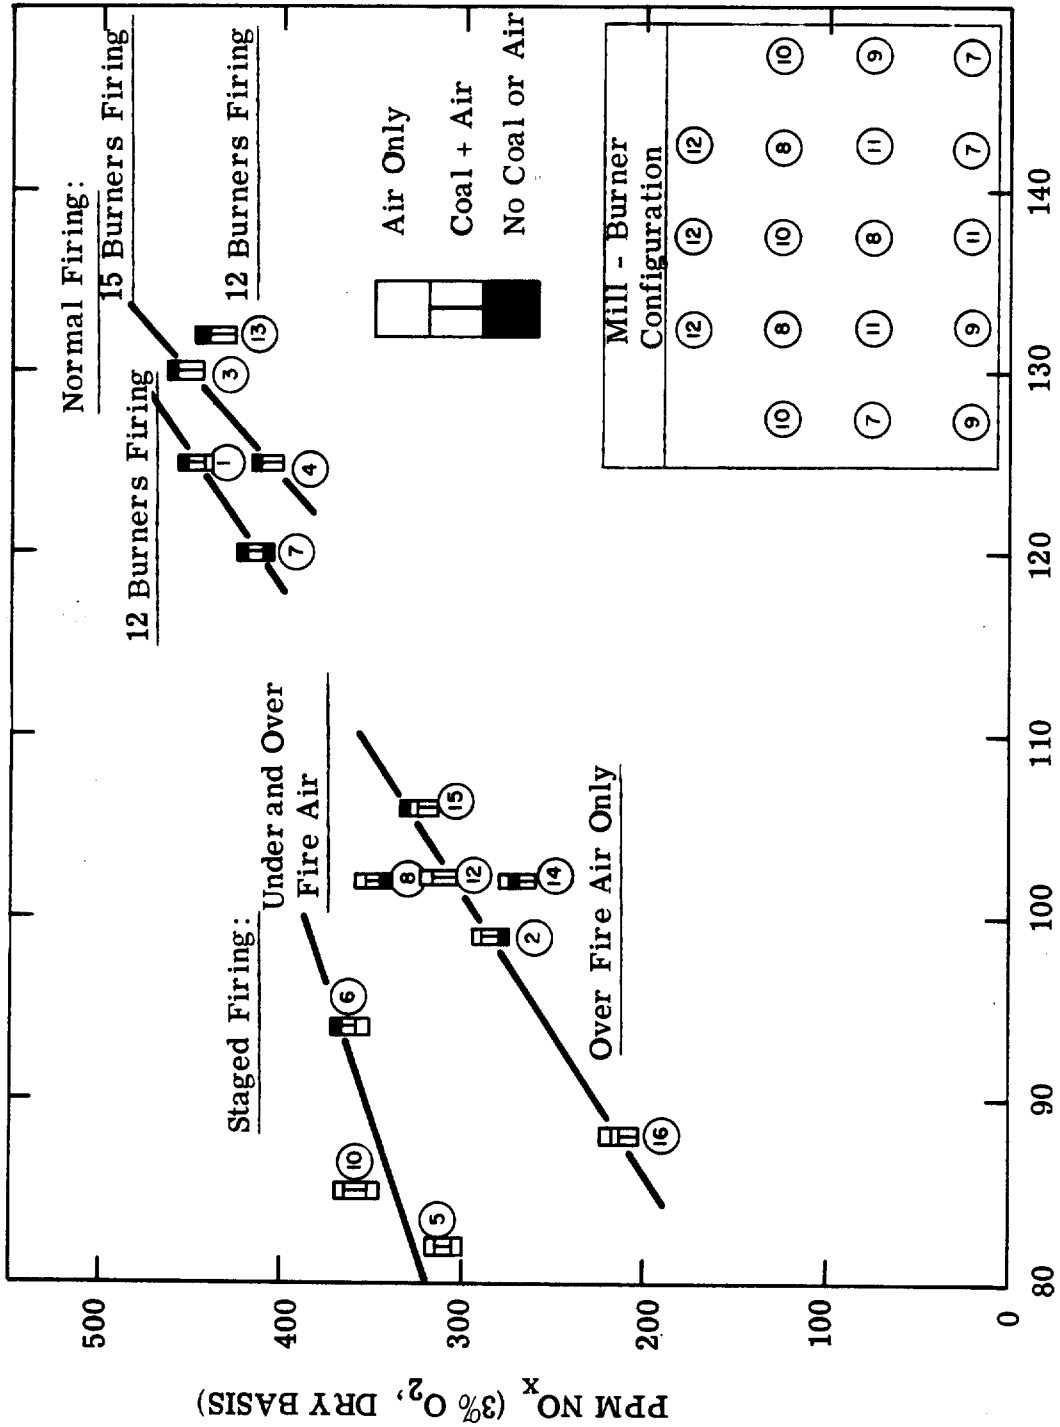 PPM NOx (3% O2, DRY BASIS)
500
400
300
200
100
0
80
90
100
110
120
130
140
Normal Firing:
15 Burners Firing
12 Burners Firing
12 Burners Firing
Staged Firing:
Under and Over
Fire Air
Over Fire Air Only
Air Only
Coal + Air
No Coal or Air
5
10
6
16
2
8
12
14
15
7
1
4
3
13
Mill - Burner
Configuration
12 12 12
10 8 10 8 10
7 11 8 11 9
9 9 11 7 7